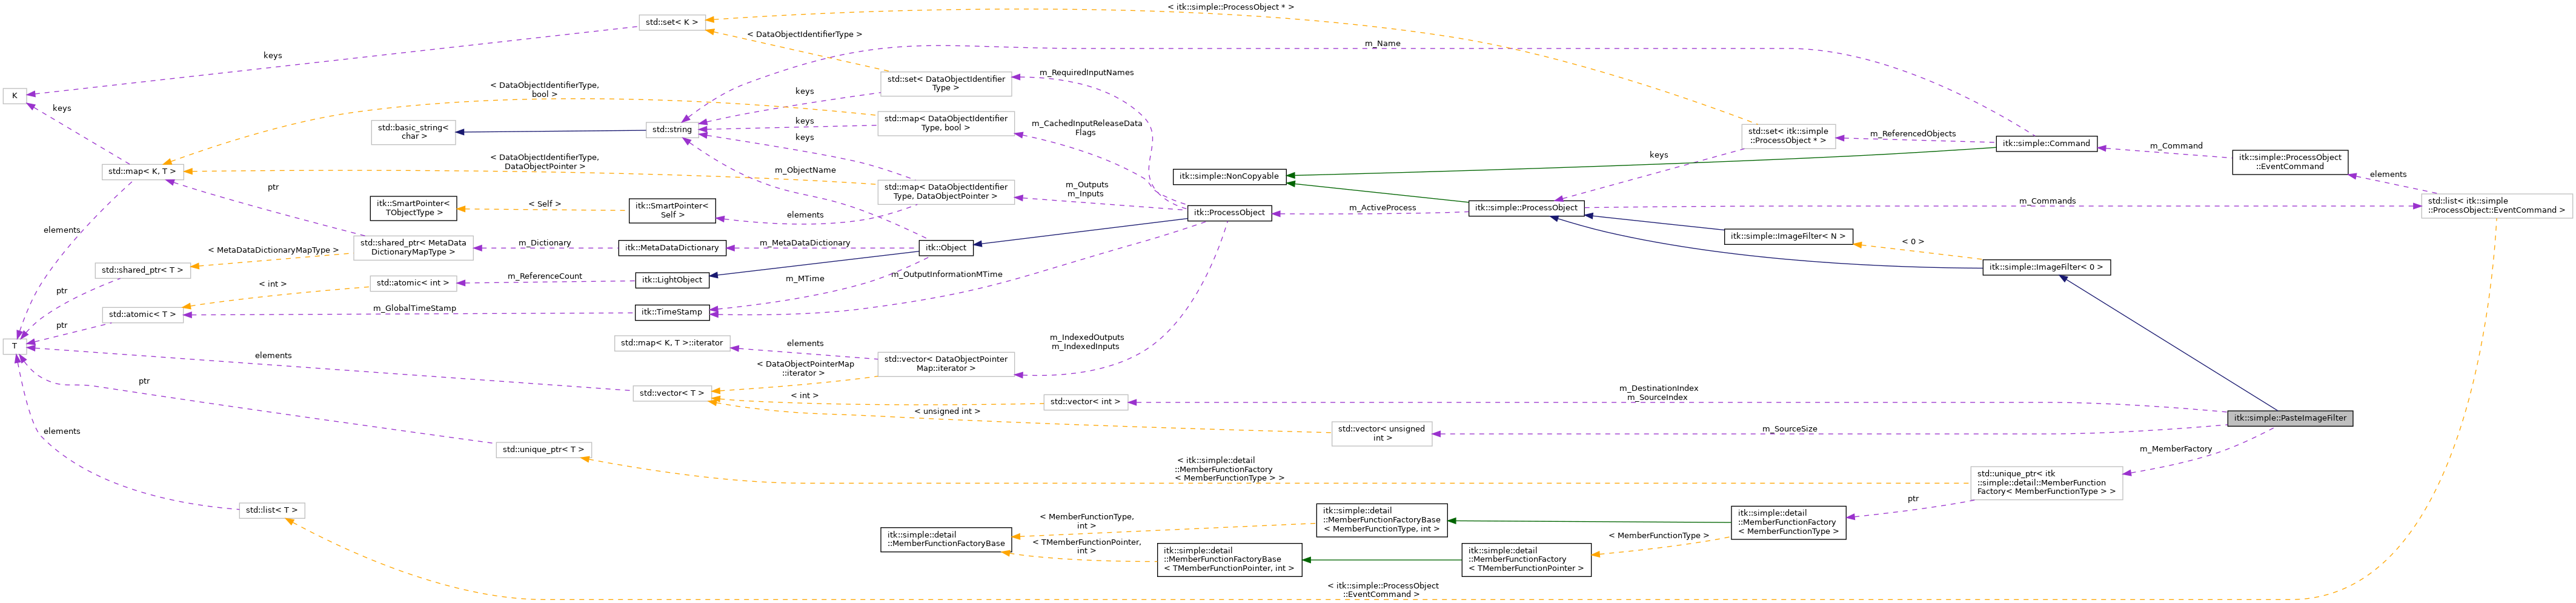 < itk::simple::ProcessObject * >
std::set< K >
< DataObjectIdentifierType >
m_Name
keys
m_RequiredInputNames
std::set< DataObjectIdentifier
Type >
keys
< DataObjectIdentifierType,
bool >
K
keys
std::map< DataObjectIdentifier
Type, bool >
keys
m_CachedInputReleaseData
Flags
std::basic_string<
char >
std::string
keys
std::set< itk::simple
::ProcessObject * >
m_ReferencedObjects
itk::simple::Command
m_Command
itk::simple::ProcessObject
::EventCommand
keys
< DataObjectIdentifierType,
DataObjectPointer >
std::map< K, T >
m_ObjectName
itk::simple::NonCopyable
elements
ptr
std::map< DataObjectIdentifier
Type, DataObjectPointer >
m_Outputs
m_Inputs
itk::SmartPointer<
TObjectType >
< Self >
itk::SmartPointer<
Self >
elements
itk::ProcessObject
m_ActiveProcess
itk::simple::ProcessObject
m_Commands
std::list< itk::simple
::ProcessObject::EventCommand >
elements
< MetaDataDictionaryMapType >
std::shared_ptr< MetaData
DictionaryMapType >
m_Dictionary
itk::MetaDataDictionary
m_MetaDataDictionary
itk::Object
itk::simple::ImageFilter< N >
< 0 >
std::shared_ptr< T >
itk::simple::ImageFilter< 0 >
ptr
< int >
std::atomic< int >
m_ReferenceCount
itk::LightObject
m_MTime
m_OutputInformationMTime
std::atomic< T >
m_GlobalTimeStamp
itk::TimeStamp
ptr
T
elements
std::map< K, T >::iterator
elements
std::vector< DataObjectPointer
Map::iterator >
m_IndexedOutputs
m_IndexedInputs
< DataObjectPointerMap
::iterator >
ptr
std::vector< T >
< int >
std::vector< int >
m_DestinationIndex
m_SourceIndex
< unsigned int >
itk::simple::PasteImageFilter
elements
std::vector< unsigned
int >
m_SourceSize
std::unique_ptr< T >
m_MemberFactory
< itk::simple::detail
::MemberFunctionFactory
< MemberFunctionType > >
std::unique_ptr< itk
::simple::detail::MemberFunction
Factory< MemberFunctionType > >
ptr
std::list< T >
itk::simple::detail
::MemberFunctionFactoryBase
< MemberFunctionType,
int >
itk::simple::detail
::MemberFunctionFactoryBase
< MemberFunctionType, int >
itk::simple::detail
::MemberFunctionFactory
< MemberFunctionType >
< TMemberFunctionPointer,
int >
itk::simple::detail
::MemberFunctionFactoryBase
< TMemberFunctionPointer, int >
itk::simple::detail
::MemberFunctionFactory
< TMemberFunctionPointer >
< MemberFunctionType >
< itk::simple::ProcessObject
::EventCommand >